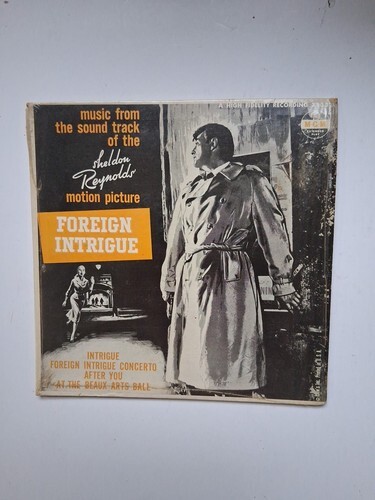 A HIGH FIDELITY RECORDING
music from
the sound track
of the
Sheldon
Reynolds
motion picture
FOREIGN
INTRIGUE
INTRIGUE
FOREIGN INTRIGUE CONCERTO
AFTER YOU
AT THE BEAUX ARTS BALL